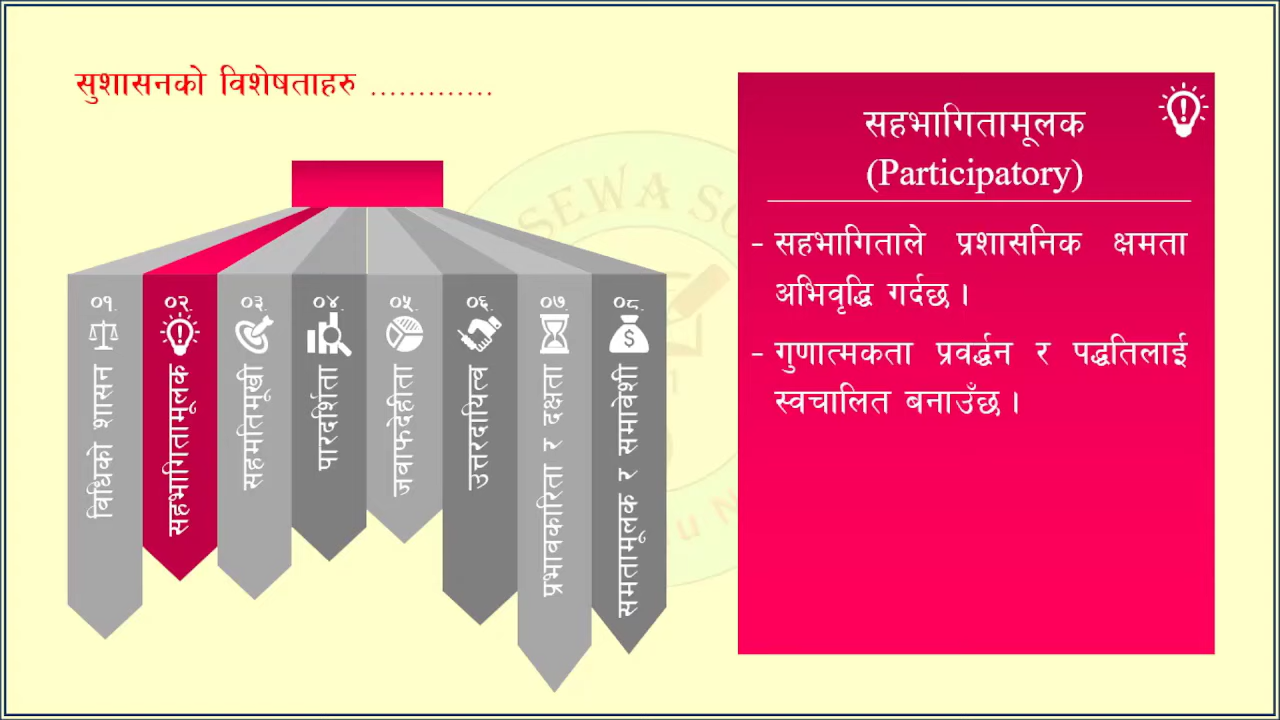 सुशासनको विशेषताहरु .............
०१ विधिको शासन
०२ सहभागितामूलक
०३ सहमतिमूखी
०४ पारदर्शिता
०५ जवाफदेहीता
०६ उत्तरदायित्व
०७ प्रभावकारिता र दक्षता
०८ समतामूलक र समावेशी
$
सहभागितामूलक
(Participatory)
- सहभागिताले प्रशासनिक क्षमता
अभिवृद्धि गर्दछ ।
- गुणात्मकता प्रवर्द्धन र पद्धतिलाई
स्वचालित बनाउँछ ।
SEWA